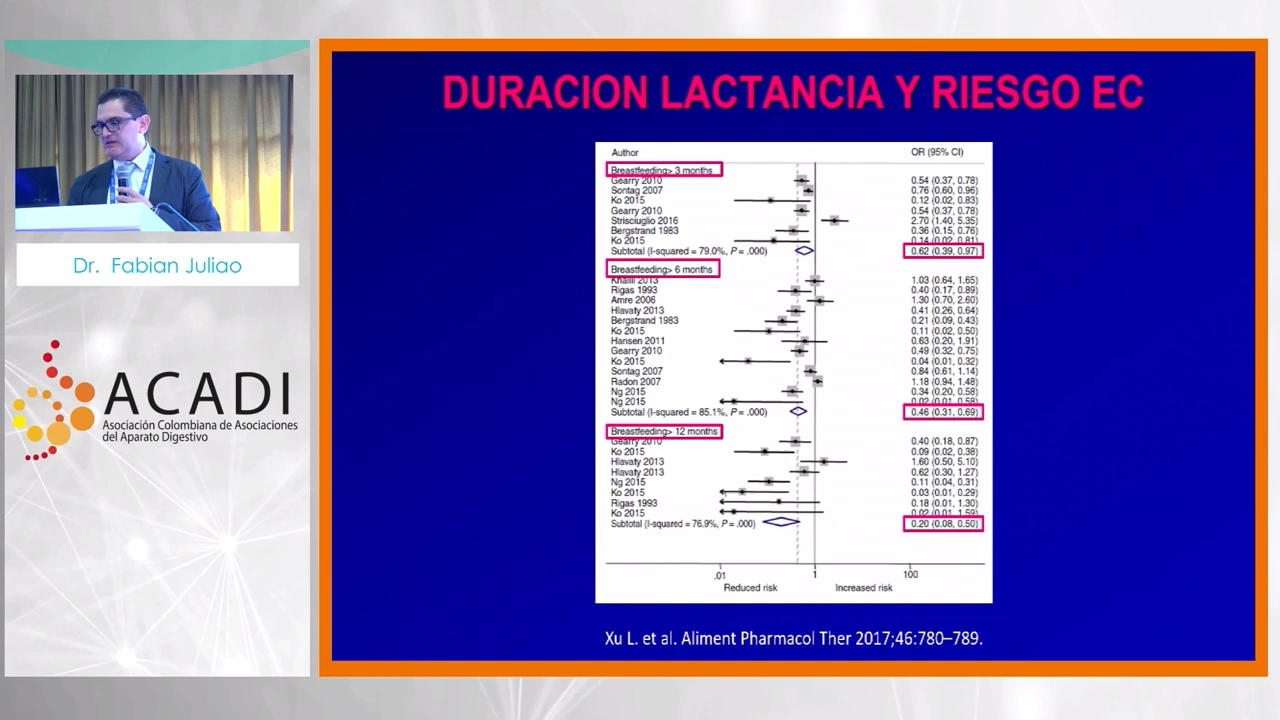 DURACION LACTANCIA Y RIESGO EC
Dr. Fabian Juliao
ACADI
Asociación Colombiana de Asociaciones
del Aparato Digestivo
Author OR (95% CI)
Breastfeeding> 3 months
Gearry 2010 0.54 (0.37, 0.78)
Sontag 2007 0.76 (0.60, 0.96)
Ko 2015 0.12 (0.02, 0.83)
Gearry 2010 0.54 (0.37, 0.78)
Strisciuglio 2016 2.70 (1.40, 5.35)
Bergstrand 1983 0.36 (0.15, 0.76)
Ko 2015 0.14 (0.02, 0.81)
Subtotal (I-squared = 79.0%, P = .000) 0.62 (0.39, 0.97)
Breastfeeding> 6 months
Khalili 2013 1.03 (0.64, 1.65)
Rigas 1993 0.40 (0.17, 0.89)
Amre 2006 1.30 (0.70, 2.60)
Hlavaty 2013 0.41 (0.26, 0.64)
Bergstrand 1983 0.21 (0.09, 0.43)
Ko 2015 0.11 (0.02, 0.50)
Hansen 2011 0.63 (0.20, 1.91)
Gearry 2010 0.49 (0.32, 0.75)
Ko 2015 0.04 (0.01, 0.32)
Sontag 2007 0.84 (0.61, 1.14)
Radon 2007 1.18 (0.94, 1.48)
Ng 2015 0.34 (0.20, 0.58)
Ng 2015 0.02 (0.01, 0.58)
Subtotal (I-squared = 85.1%, P = .000) 0.46 (0.31, 0.69)
Breastfeeding> 12 months
Gearry 2010 0.40 (0.18, 0.87)
Ko 2015 0.09 (0.02, 0.38)
Hlavaty 2013 1.60 (0.50, 5.10)
Hlavaty 2013 0.62 (0.30, 1.27)
Ng 2015 0.11 (0.04, 0.31)
Ko 2015 0.03 (0.01, 0.29)
Rigas 1993 0.18 (0.01, 1.30)
Ko 2015 0.02 (0.01, 1.59)
Subtotal (I-squared = 76.9%, P = .000) 0.20 (0.08, 0.50)
.01 1 100
Reduced risk Increased risk
Xu L. et al. Aliment Pharmacol Ther 2017;46:780–789.